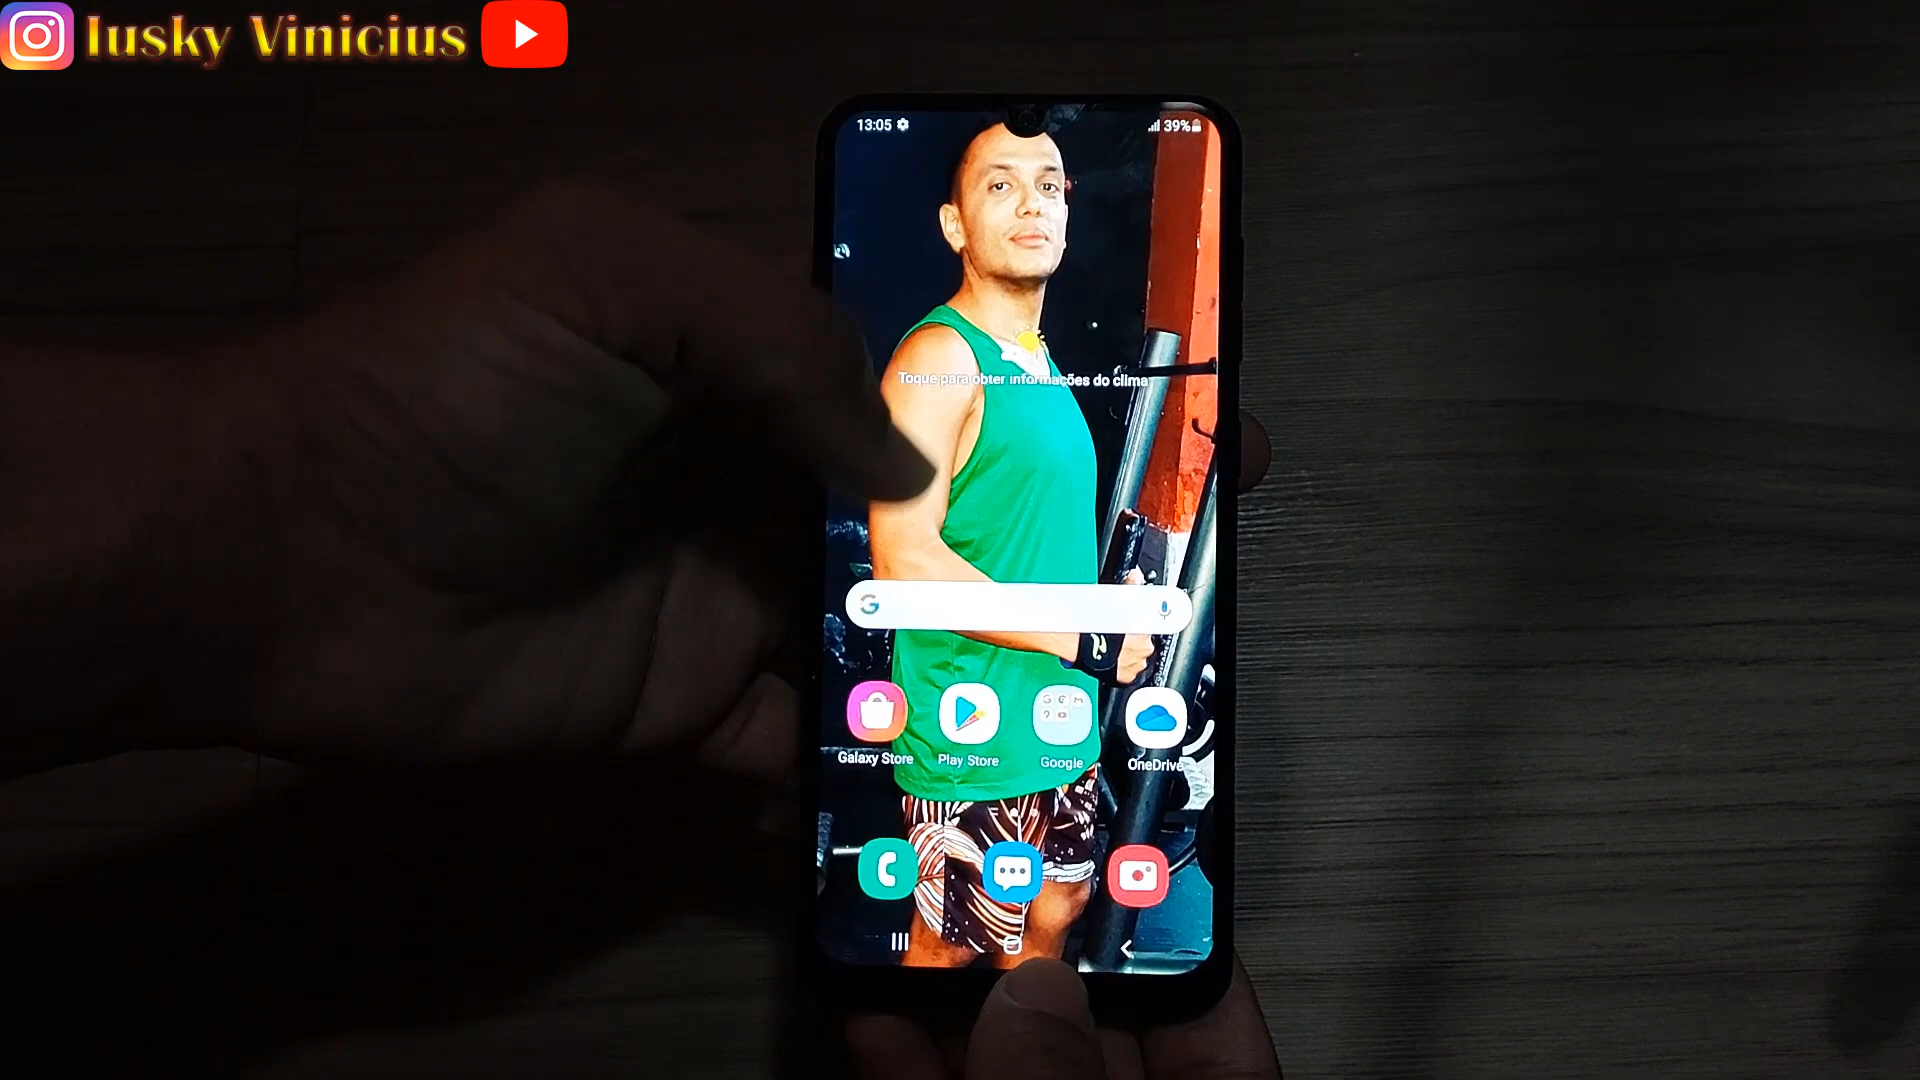 Iusky Vinicius
13:05
39%
Toque para obter informações do clima
Galaxy Store
Play Store
Google
OneDrive